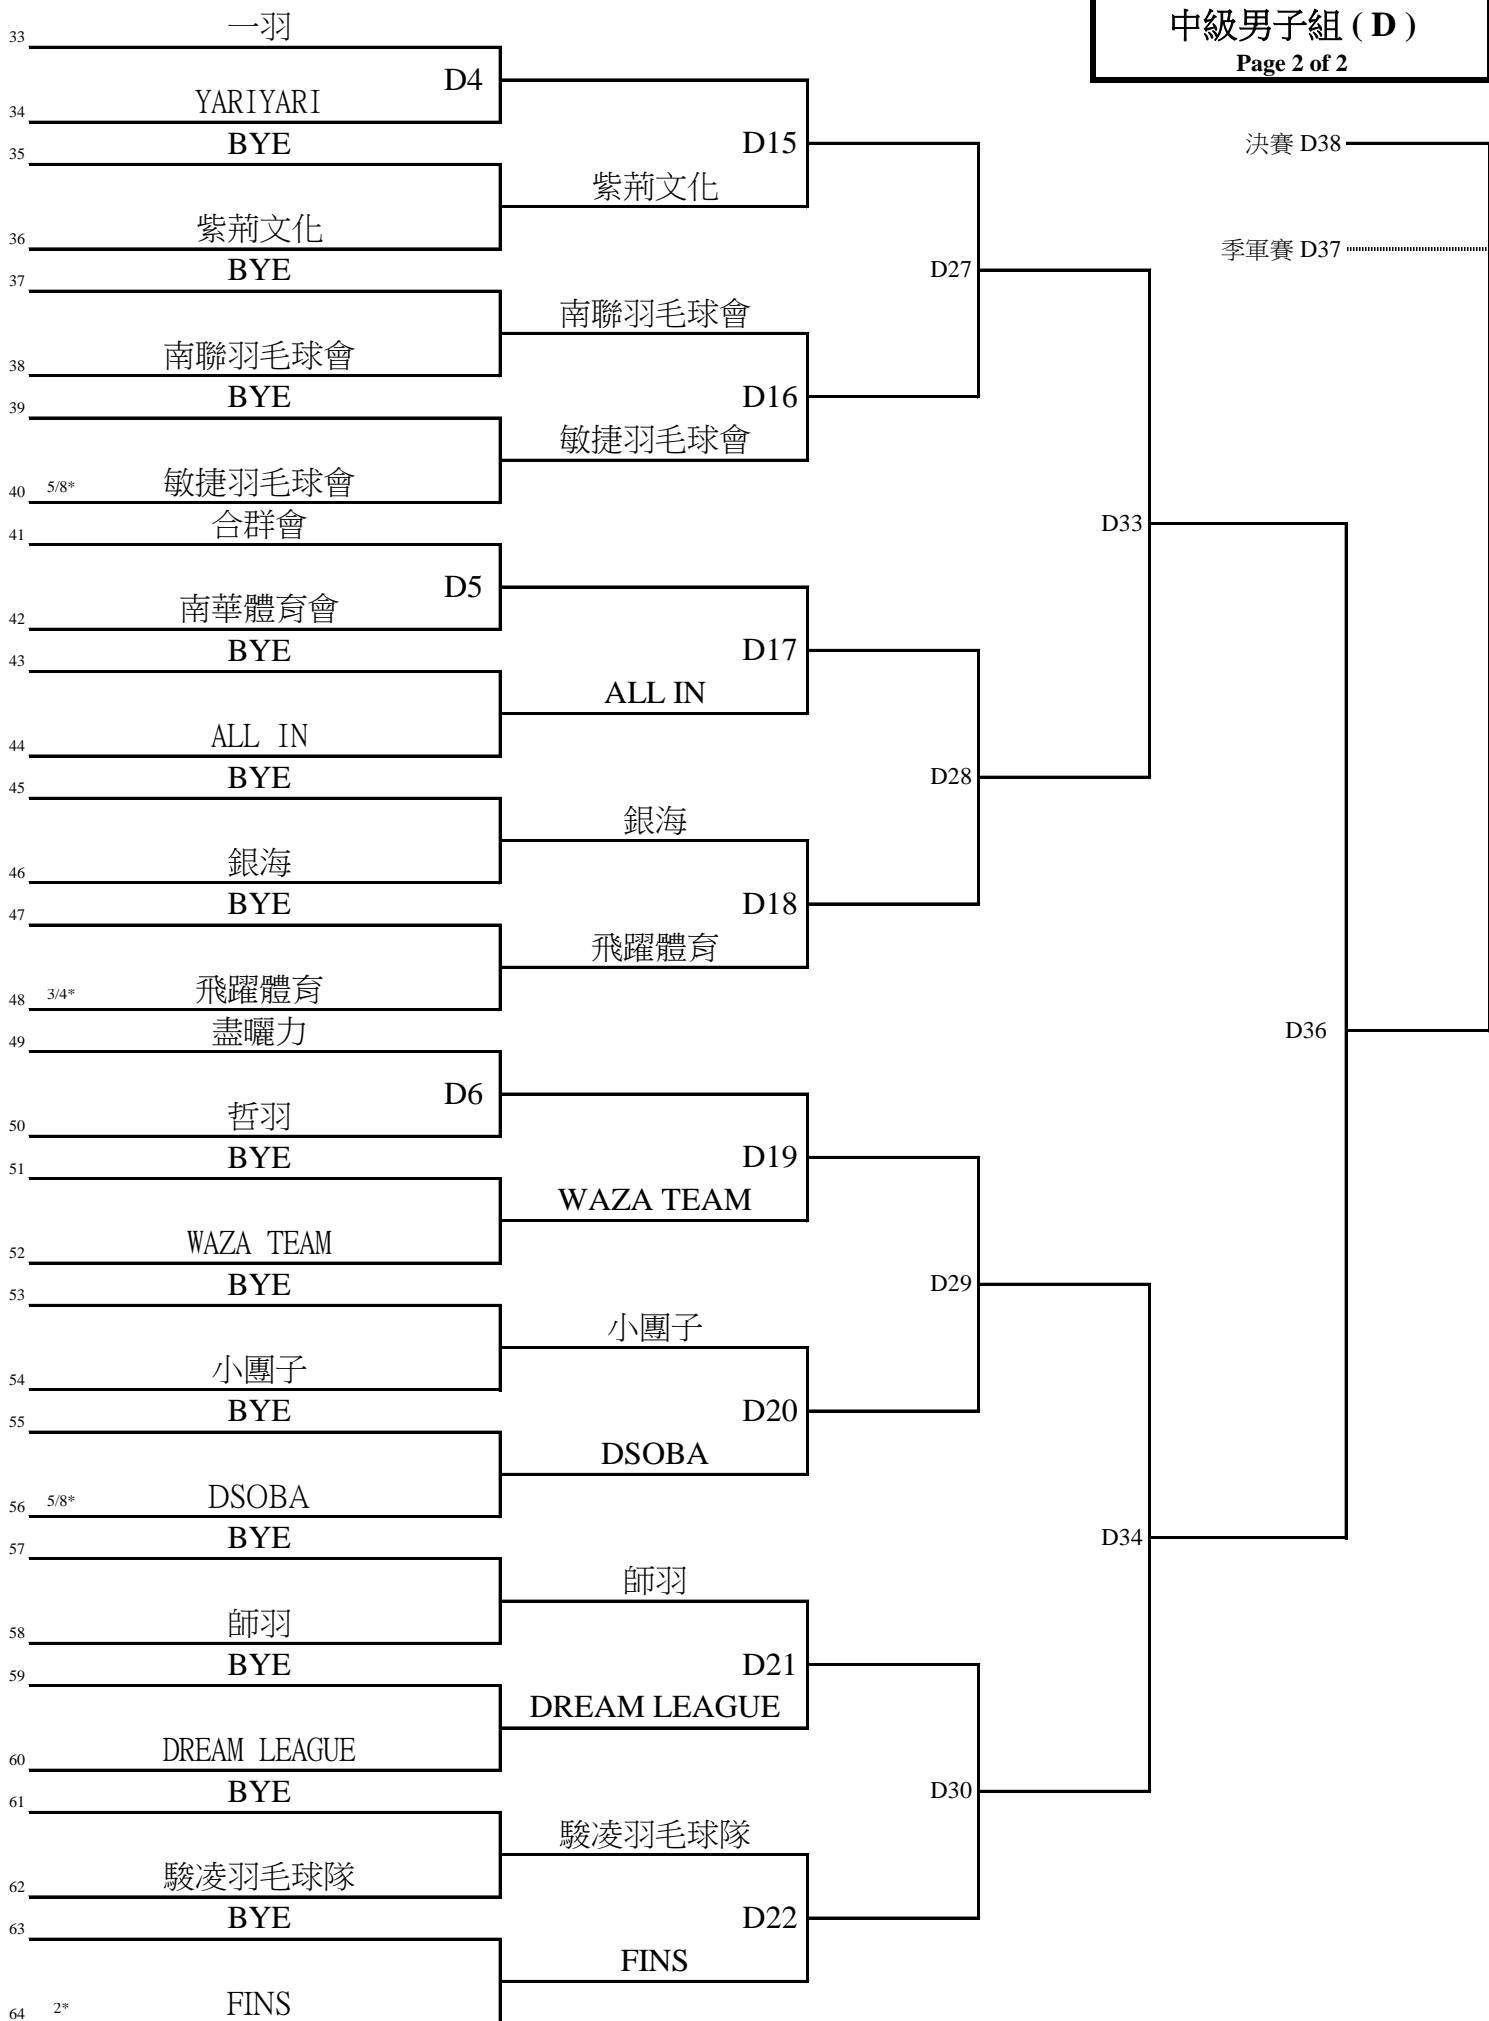 中級男子組 ( D )
Page 2 of 2
33 一羽
D4
34 YARIYARI
35 BYE
D15
決賽 D38
紫荊文化
36 紫荊文化
季軍賽 D37
37 BYE
D27
南聯羽毛球會
38 南聯羽毛球會
39 BYE
D16
敏捷羽毛球會
40 5/8* 敏捷羽毛球會
41 合群會
D33
D5
42 南華體育會
43 BYE
D17
ALL IN
44 ALL IN
45 BYE
D28
銀海
46 銀海
47 BYE
D18
飛躍體育
48 3/4* 飛躍體育
49 盡曬力
D36
D6
50 哲羽
51 BYE
D19
WAZA TEAM
52 WAZA TEAM
53 BYE
D29
小團子
54 小團子
55 BYE
D20
DSOBA
56 5/8* DSOBA
57 BYE
D34
師羽
58 師羽
59 BYE
D21
DREAM LEAGUE
60 DREAM LEAGUE
61 BYE
D30
駿凌羽毛球隊
62 駿凌羽毛球隊
63 BYE
D22
FINS
64 2* FINS